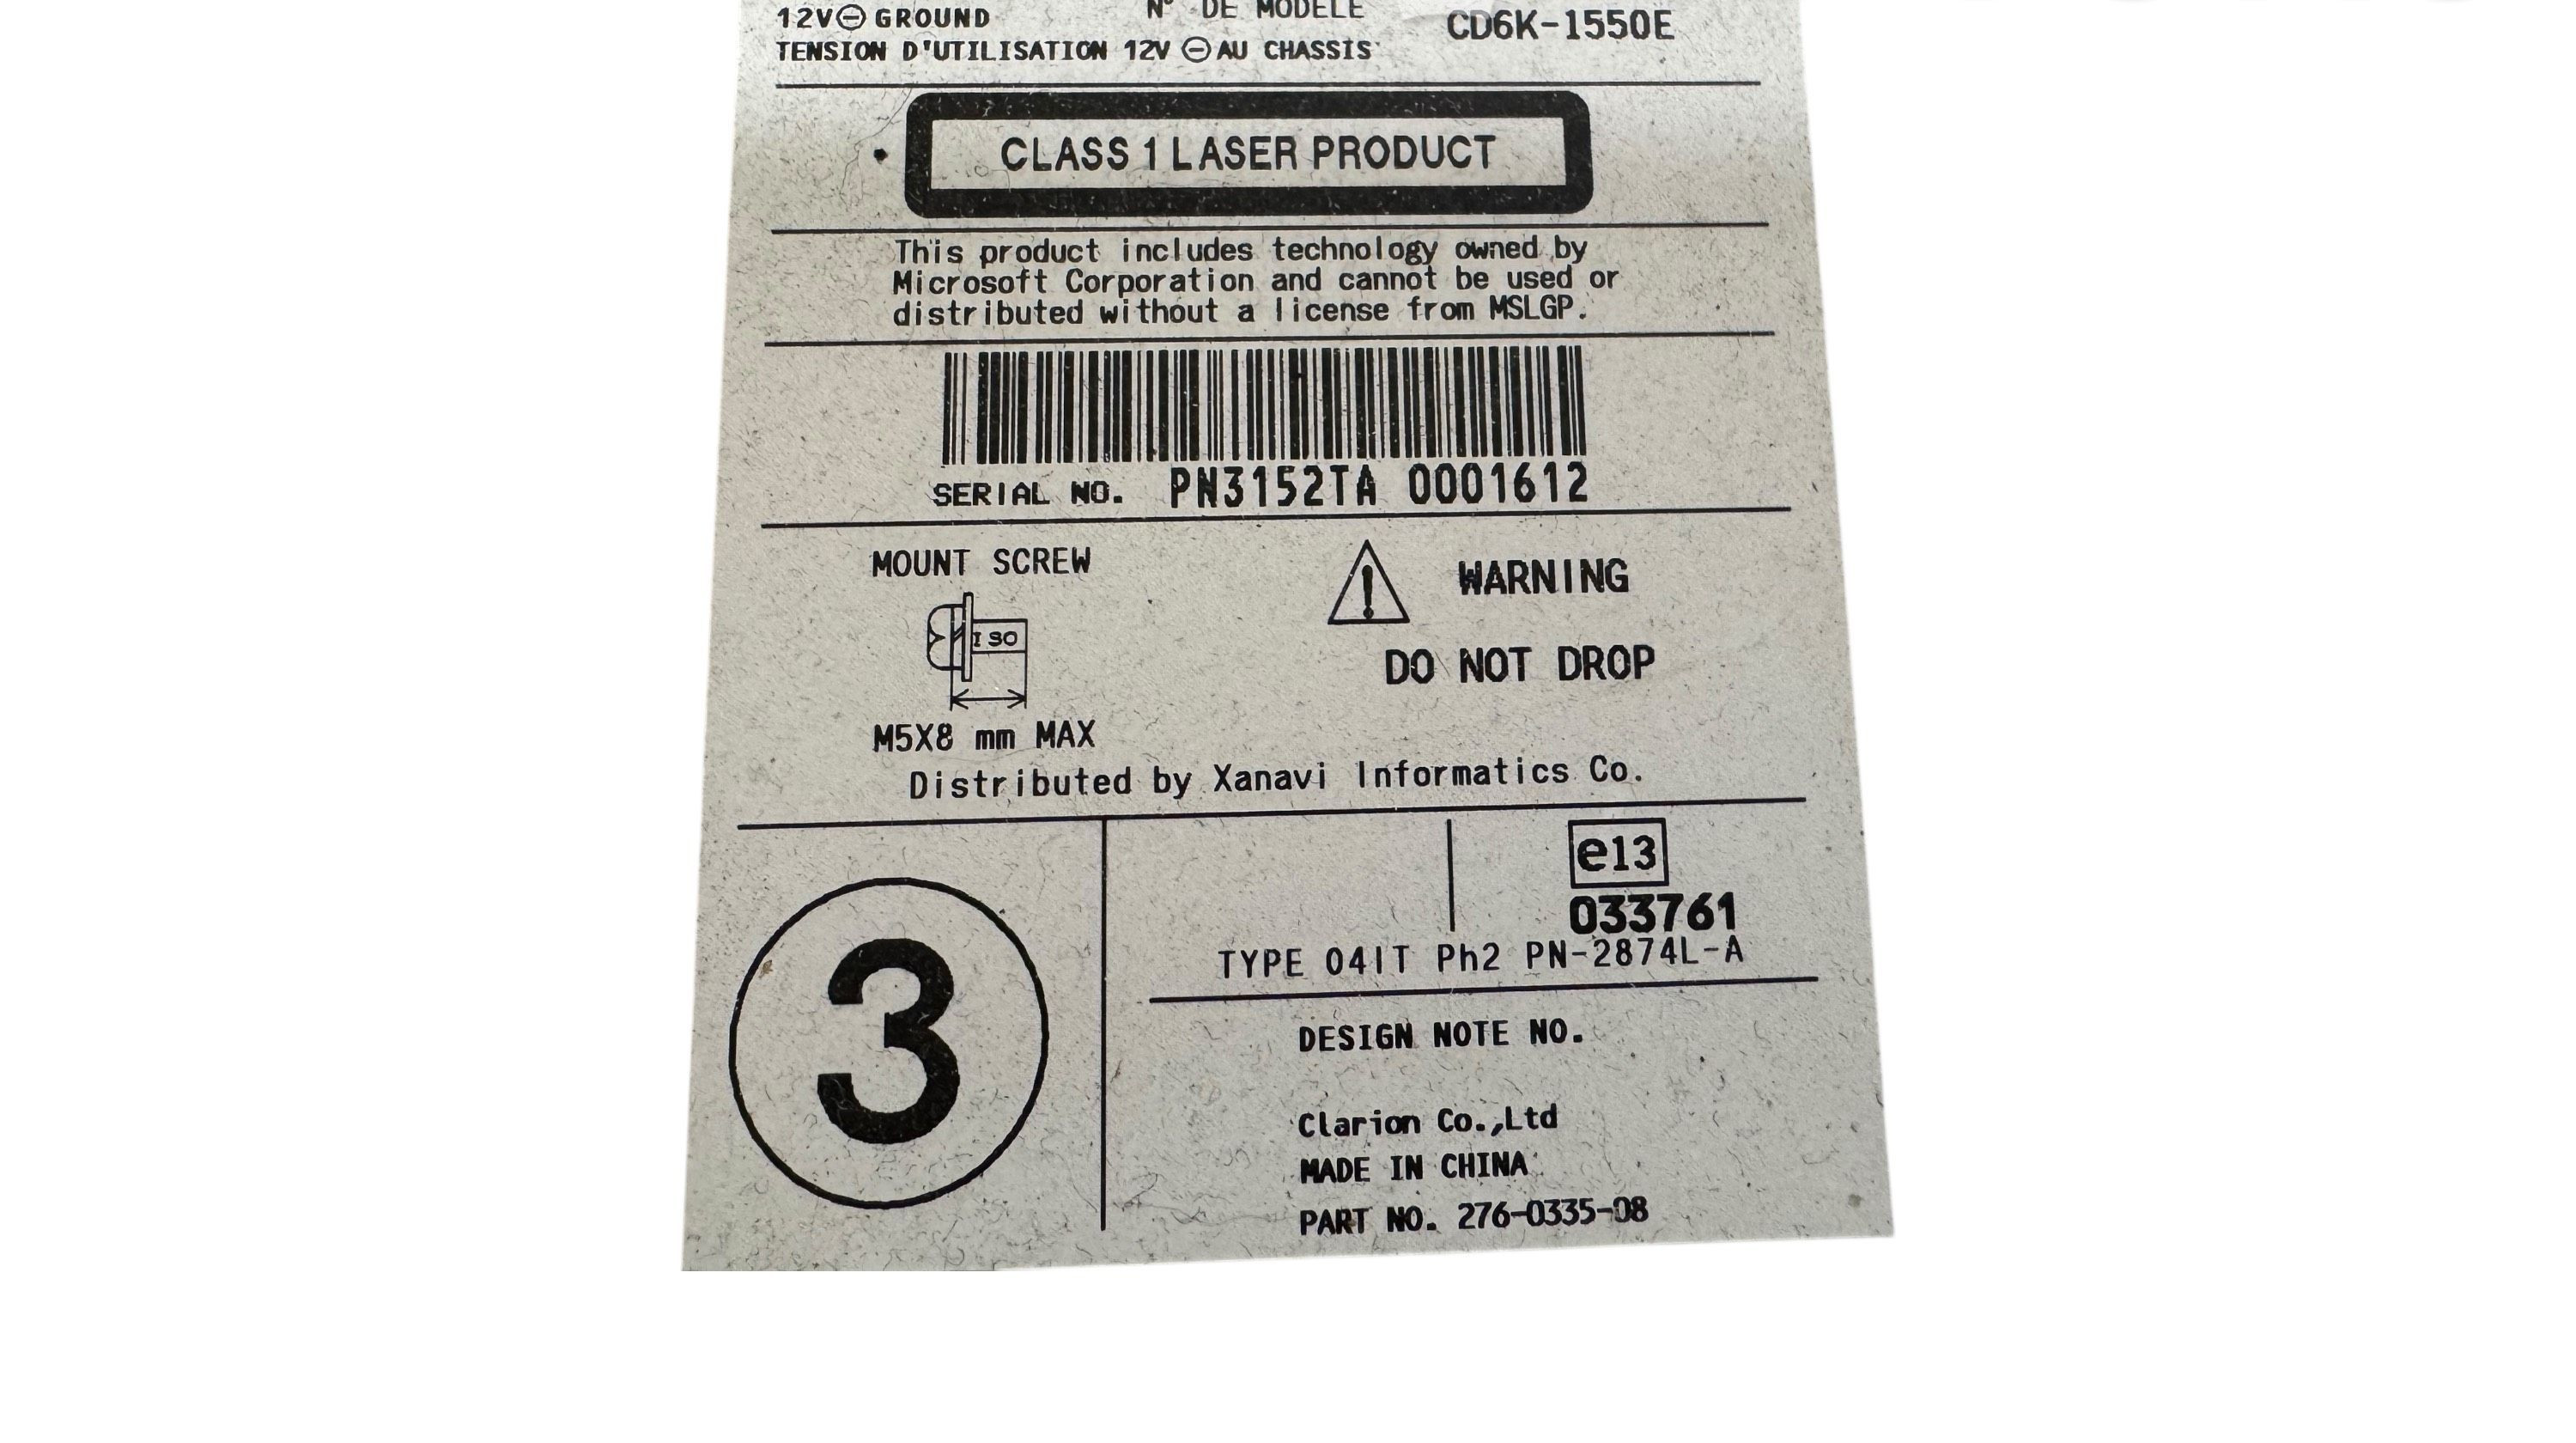 12V⊖ GROUND N° DE MODELE CD6K-1550E
TENSION D'UTILISATION 12V ⊖ AU CHASSIS
CLASS 1 LASER PRODUCT
This product includes technology owned by
Microsoft Corporation and cannot be used or
distributed without a license from MSLGP.
SERIAL NO. PN3152TA 0001612
MOUNT SCREW
ISO
M5X8 mm MAX
WARNING
DO NOT DROP
Distributed by Xanavi Informatics Co.
3
e13
033761
TYPE 04IT Ph2 PN-2874L-A
DESIGN NOTE NO.
Clarion Co.,Ltd
MADE IN CHINA
PART NO. 276-0335-08